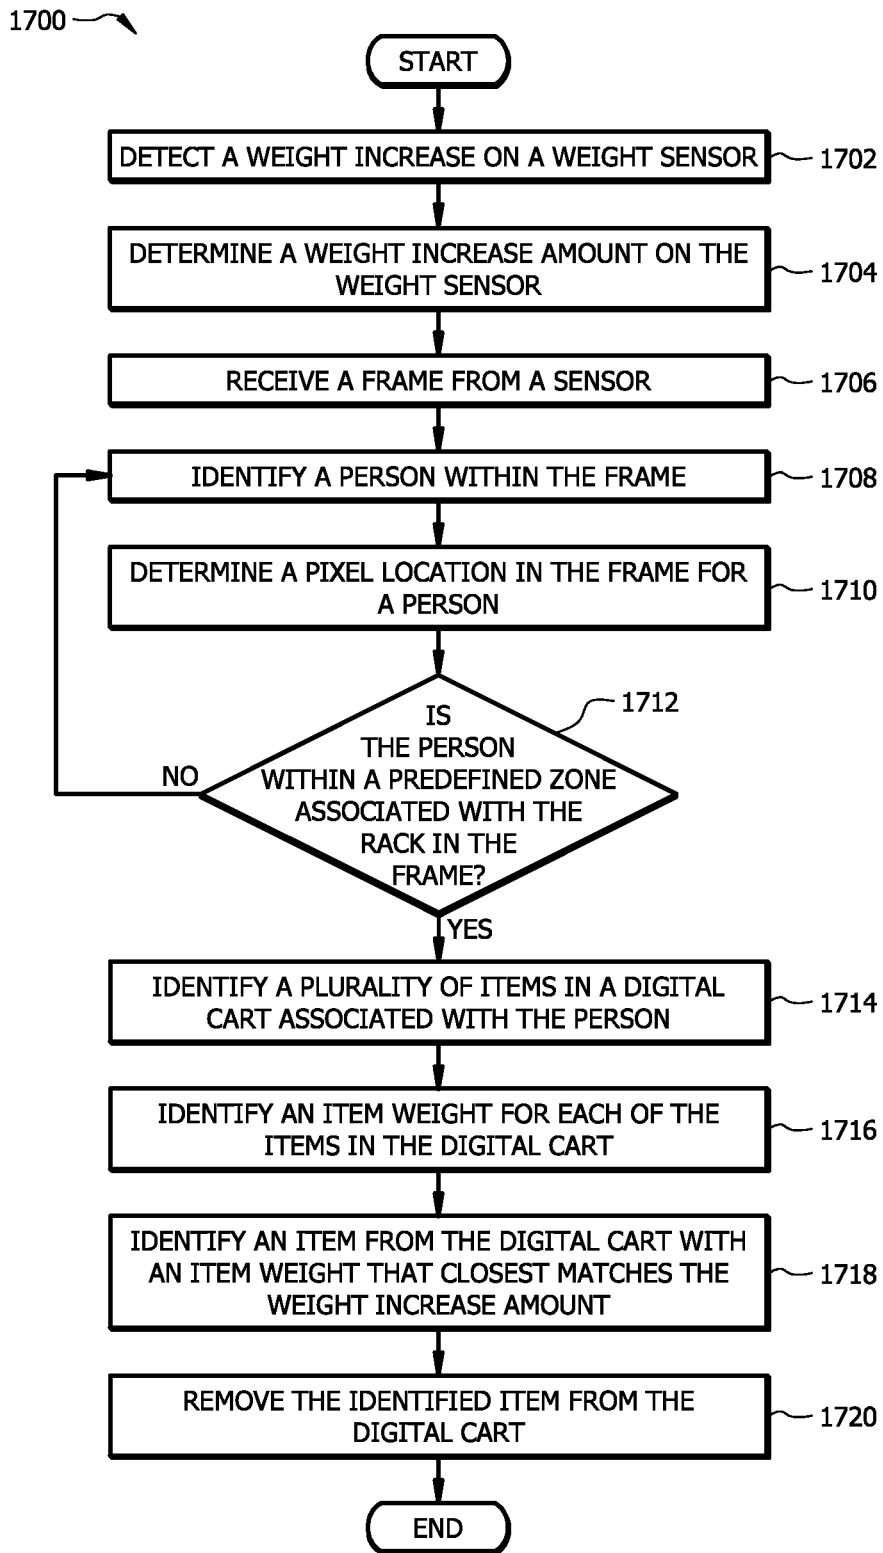 1700
START
DETECT A WEIGHT INCREASE ON A WEIGHT SENSOR
1702
DETERMINE A WEIGHT INCREASE AMOUNT ON THE
WEIGHT SENSOR
1704
RECEIVE A FRAME FROM A SENSOR
1706
IDENTIFY A PERSON WITHIN THE FRAME
1708
DETERMINE A PIXEL LOCATION IN THE FRAME FOR
A PERSON
1710
IS
THE PERSON
WITHIN A PREDEFINED ZONE
ASSOCIATED WITH THE
RACK IN THE
FRAME?
1712
NO
YES
IDENTIFY A PLURALITY OF ITEMS IN A DIGITAL
CART ASSOCIATED WITH THE PERSON
1714
IDENTIFY AN ITEM WEIGHT FOR EACH OF THE
ITEMS IN THE DIGITAL CART
1716
IDENTIFY AN ITEM FROM THE DIGITAL CART WITH
AN ITEM WEIGHT THAT CLOSEST MATCHES THE
WEIGHT INCREASE AMOUNT
1718
REMOVE THE IDENTIFIED ITEM FROM THE
DIGITAL CART
1720
END